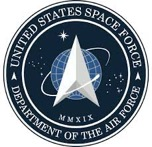 UNITED STATES SPACE FORCE
MMXIX
DEPARTMENT OF THE AIR FORCE